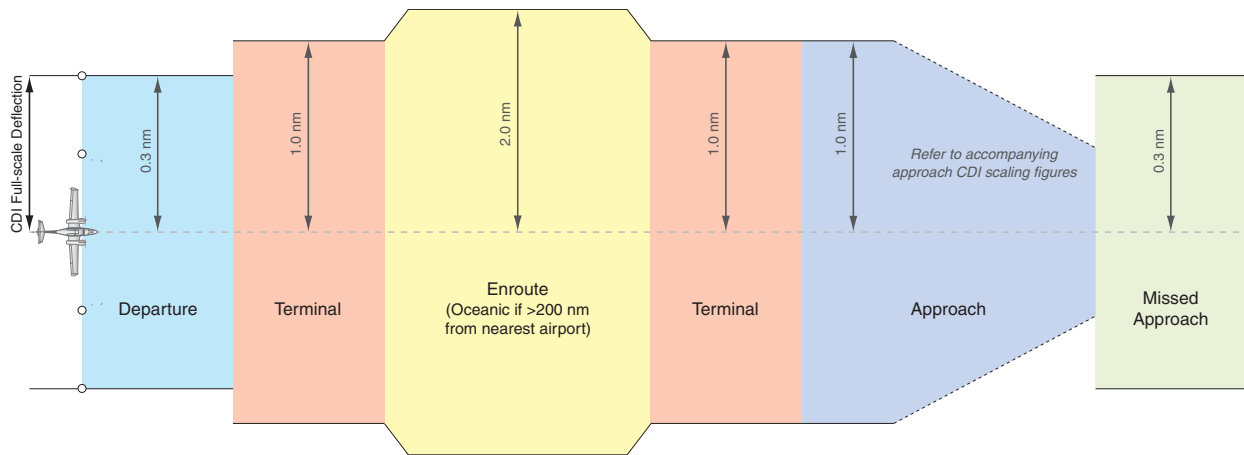 CDI Full-scale Deflection
0.3 nm
1.0 nm
2.0 nm
1.0 nm
1.0 nm
0.3 nm
Refer to accompanying
approach CDI scaling figures
Departure
Terminal
Enroute
(Oceanic if >200 nm
from nearest airport)
Terminal
Approach
Missed
Approach